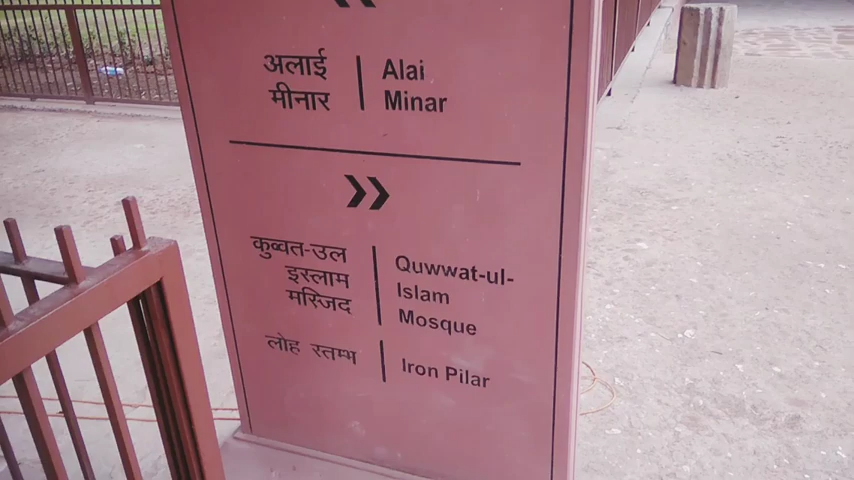 अलाई
मीनार
Alai
Minar
कुव्वत-उल
इस्लाम
मस्जिद
Quwwat-ul-
Islam
Mosque
लोह स्तम्भ
Iron Pilar